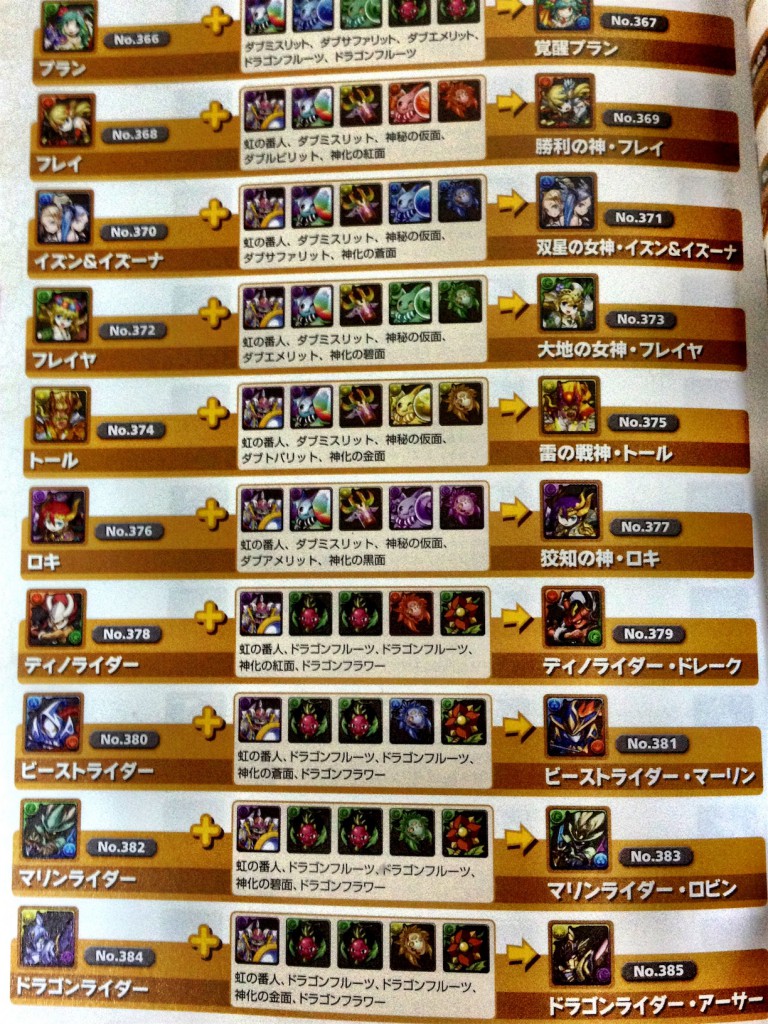 No.366
プラン
ダブミスリット、ダブサファリット、ダブエメリット、
ドラゴンフルーツ、ドラゴンフルーツ
No.367
覚醒プラン
No.368
フレイ
虹の番人、ダブミスリット、神秘の仮面、
ダブルビリット、神化の紅面
No.369
勝利の神・フレイ
No.370
イズン&イズーナ
虹の番人、ダブミスリット、神秘の仮面、
ダブサファリット、神化の蒼面
No.371
双星の女神・イズン&イズーナ
No.372
フレイヤ
虹の番人、ダブミスリット、神秘の仮面、
ダブエメリット、神化の碧面
No.373
大地の女神・フレイヤ
No.374
トール
虹の番人、ダブミスリット、神秘の仮面、
ダブトパリット、神化の金面
No.375
雷の戦神・トール
No.376
ロキ
虹の番人、ダブミスリット、神秘の仮面、
ダブアメリット、神化の黒面
No.377
狡知の神・ロキ
No.378
ディノライダー
虹の番人、ドラゴンフルーツ、ドラゴンフルーツ、
神化の紅面、ドラゴンフラワー
No.379
ディノライダー・ドレーク
No.380
ビーストライダー
虹の番人、ドラゴンフルーツ、ドラゴンフルーツ、
神化の蒼面、ドラゴンフラワー
No.381
ビーストライダー・マーリン
No.382
マリンライダー
虹の番人、ドラゴンフルーツ、ドラゴンフルーツ、
神化の碧面、ドラゴンフラワー
No.383
マリンライダー・ロビン
No.384
ドラゴンライダー
虹の番人、ドラゴンフルーツ、ドラゴンフルーツ、
神化の金面、ドラゴンフラワー
No.385
ドラゴンライダー・アーサー